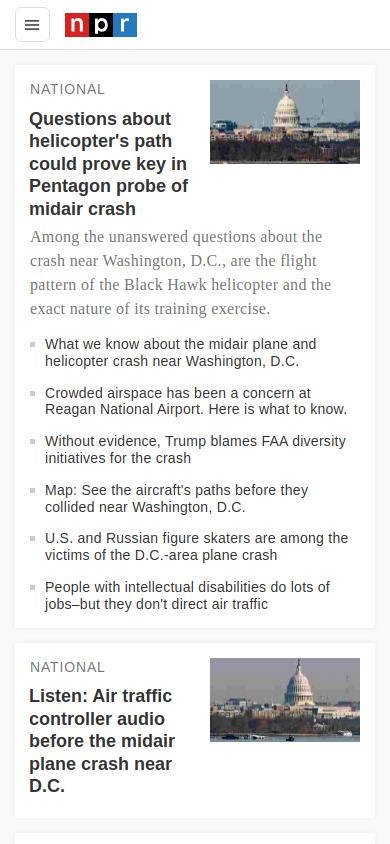 npr
NATIONAL
Questions about
helicopter's path
could prove key in
Pentagon probe of
midair crash
Among the unanswered questions about the
crash near Washington, D.C., are the flight
pattern of the Black Hawk helicopter and the
exact nature of its training exercise.
What we know about the midair plane and
helicopter crash near Washington, D.C.
Crowded airspace has been a concern at
Reagan National Airport. Here is what to know.
Without evidence, Trump blames FAA diversity
initiatives for the crash
Map: See the aircraft's paths before they
collided near Washington, D.C.
U.S. and Russian figure skaters are among the
victims of the D.C.-area plane crash
People with intellectual disabilities do lots of
jobs–but they don't direct air traffic
NATIONAL
Listen: Air traffic
controller audio
before the midair
plane crash near
D.C.